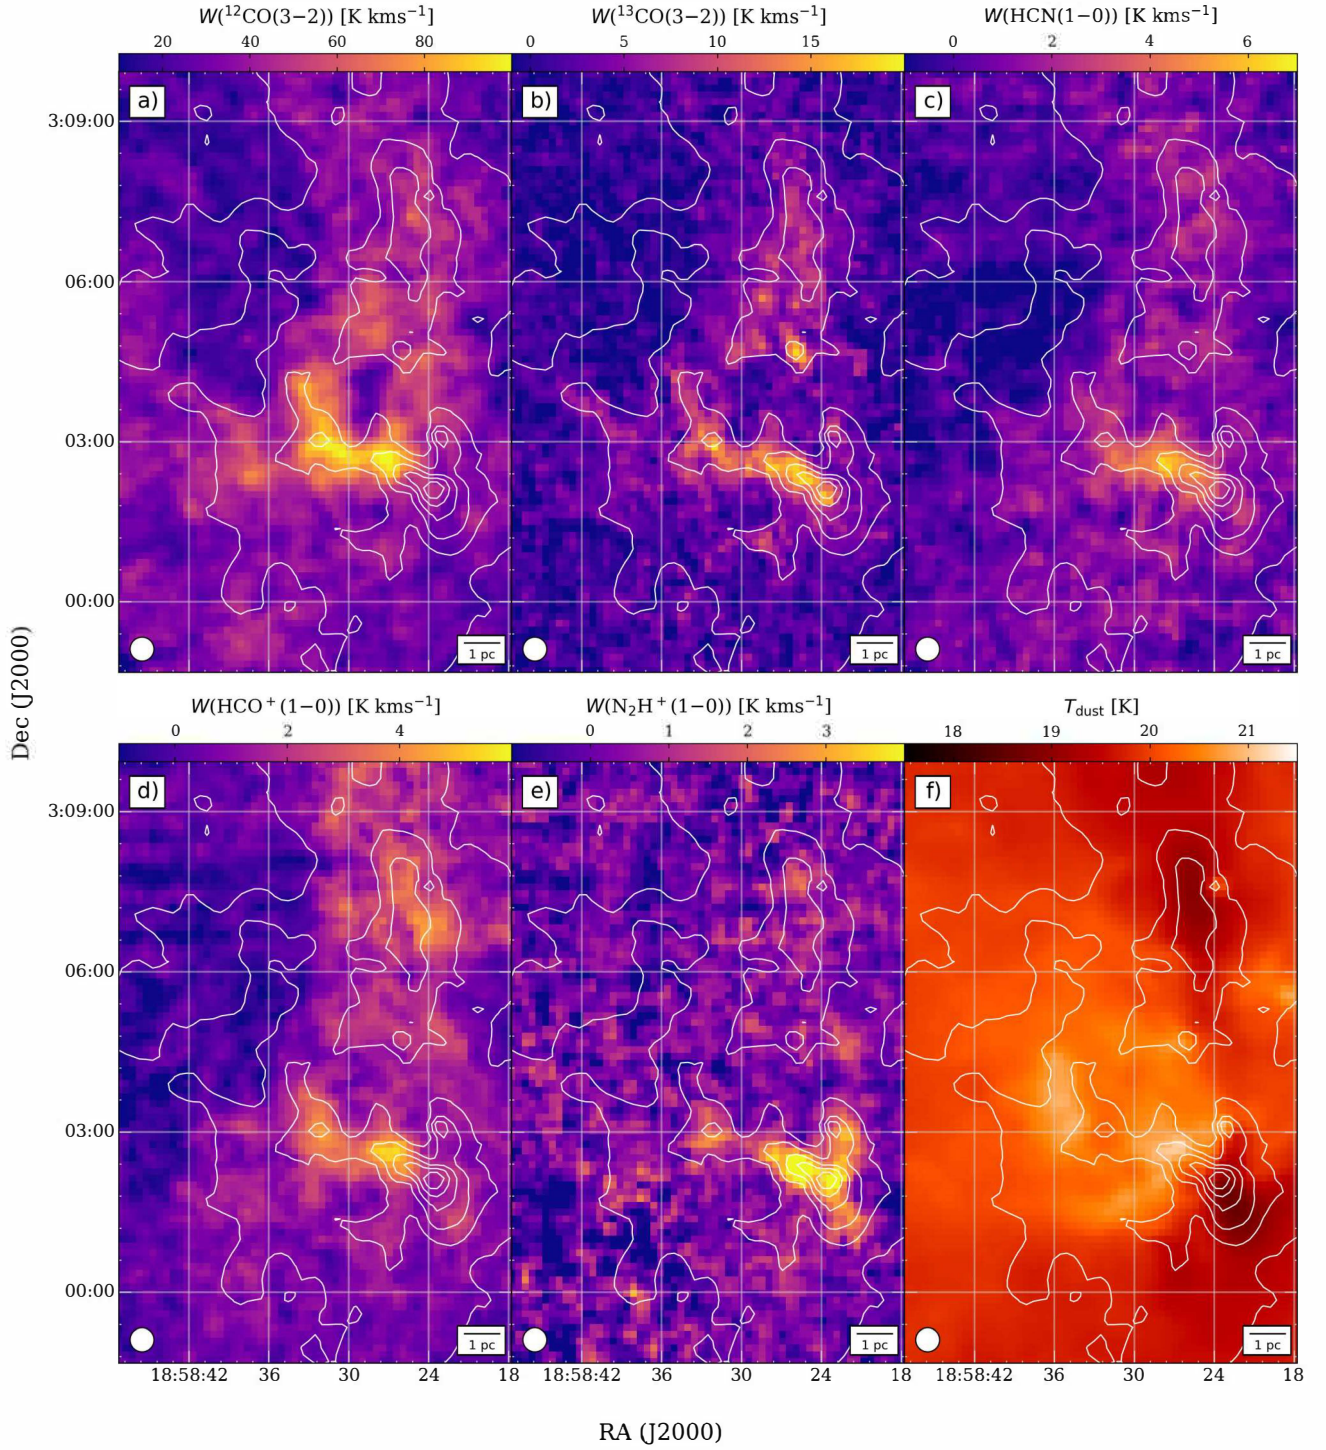 W(¹²CO(3−2)) [K kms⁻¹] W(¹³CO(3−2)) [K kms⁻¹] W(HCN(1−0)) [K kms⁻¹]
20 40 60 80 0 5 10 15 0 2 4 6
a) b) c)
3:09:00
06:00
03:00
00:00
1 pc 1 pc 1 pc
Dec (J2000)
W(HCO⁺(1−0)) [K kms⁻¹] W(N₂H⁺(1−0)) [K kms⁻¹] T_dust [K]
0 2 4 0 1 2 3 18 19 20 21
d) e) f)
3:09:00
06:00
03:00
00:00
1 pc 1 pc 1 pc
18:58:42 36 30 24 18:58:42 36 30 24 18 18:58:42 36 30 24 18
RA (J2000)